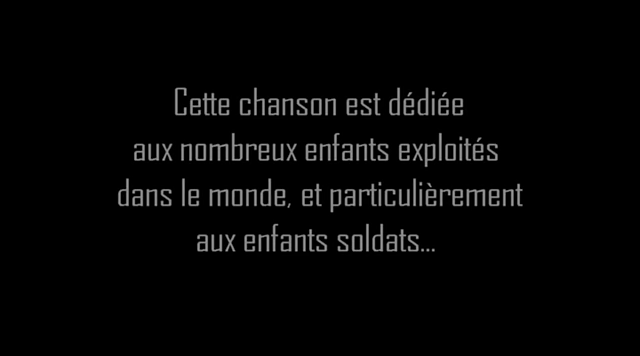 Cette chanson est dédiée
aux nombreux enfants exploités
dans le monde, et particulièrement
aux enfants soldats...